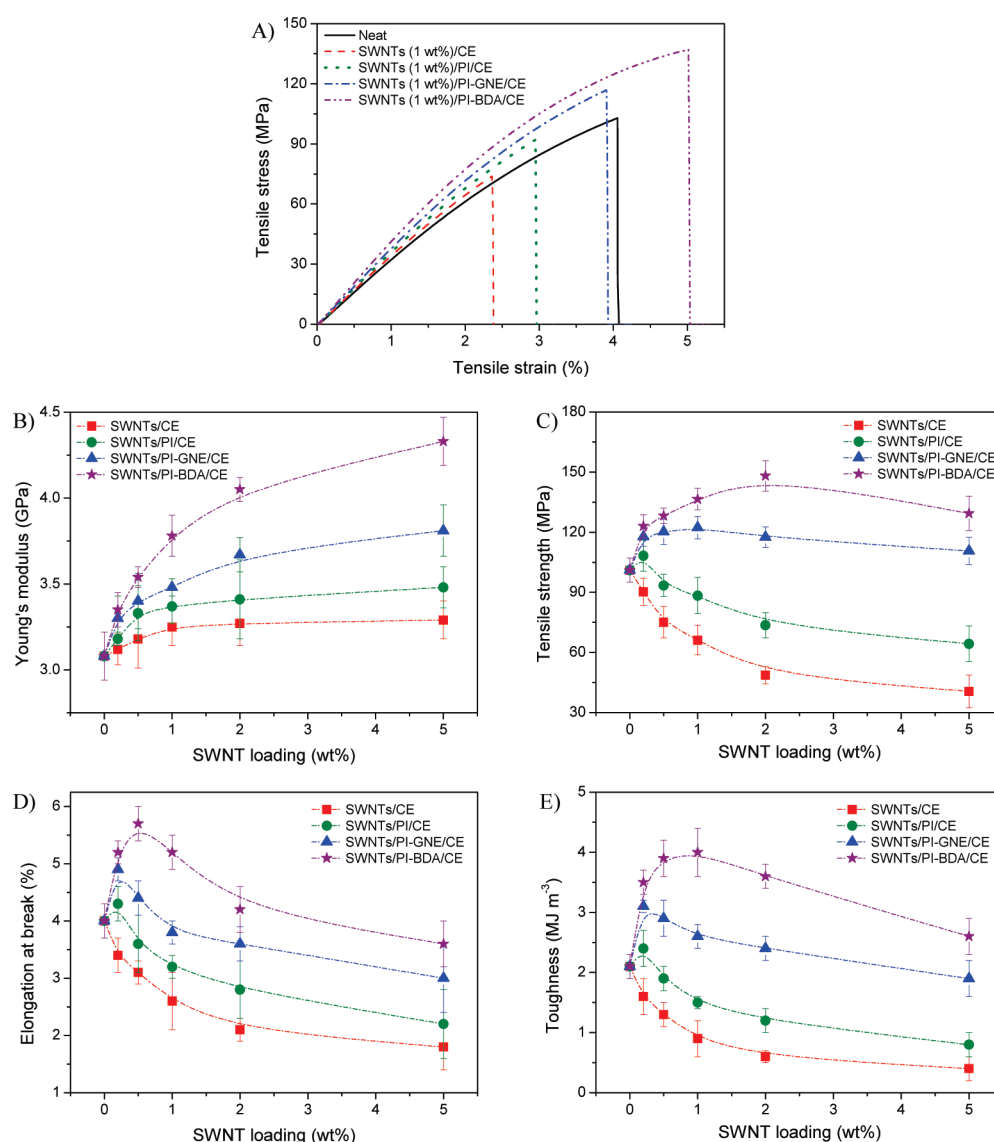 A)
Neat
SWNTs (1 wt%)/CE
SWNTs (1 wt%)/PI/CE
SWNTs (1 wt%)/PI-GNE/CE
SWNTs (1 wt%)/PI-BDA/CE
150
120
90
60
30
0
Tensile stress (MPa)
0 1 2 3 4 5
Tensile strain (%)
B)
SWNTs/CE
SWNTs/PI/CE
SWNTs/PI-GNE/CE
SWNTs/PI-BDA/CE
4.5
4.0
3.5
3.0
Young's modulus (GPa)
0 1 2 3 4 5
SWNT loading (wt%)
C)
SWNTs/CE
SWNTs/PI/CE
SWNTs/PI-GNE/CE
SWNTs/PI-BDA/CE
180
150
120
90
60
30
Tensile strength (MPa)
0 1 2 3 4 5
SWNT loading (wt%)
D)
SWNTs/CE
SWNTs/PI/CE
SWNTs/PI-GNE/CE
SWNTs/PI-BDA/CE
6
5
4
3
2
1
Elongation at break (%)
0 1 2 3 4 5
SWNT loading (wt%)
E)
SWNTs/CE
SWNTs/PI/CE
SWNTs/PI-GNE/CE
SWNTs/PI-BDA/CE
5
4
3
2
1
0
Toughness (MJ m⁻³)
0 1 2 3 4 5
SWNT loading (wt%)